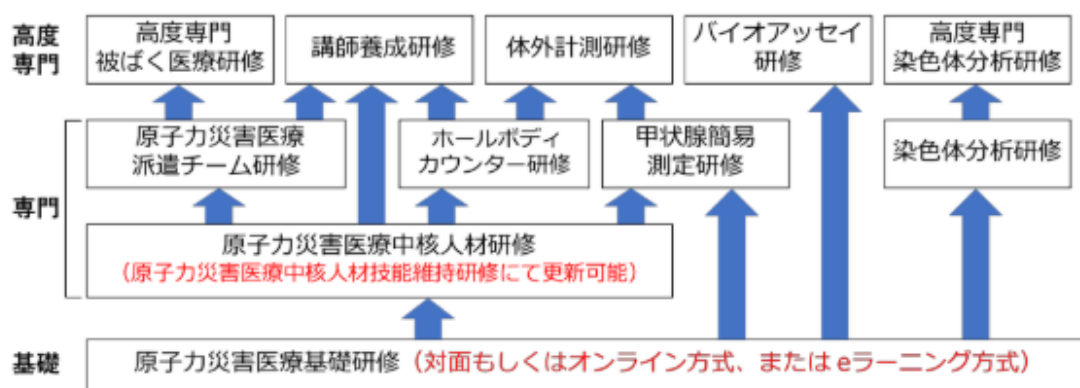 高度
専門
高度専門
被ばく医療研修
講師養成研修
体外計測研修
バイオアッセイ
研修
高度専門
染色体分析研修
専門
原子力災害医療
派遣チーム研修
ホールボディ
カウンター研修
甲状腺簡易
測定研修
染色体分析研修
原子力災害医療中核人材研修
（原子力災害医療中核人材技能維持研修にて更新可能）
基礎
原子力災害医療基礎研修（対面もしくはオンライン方式、または eラーニング方式）